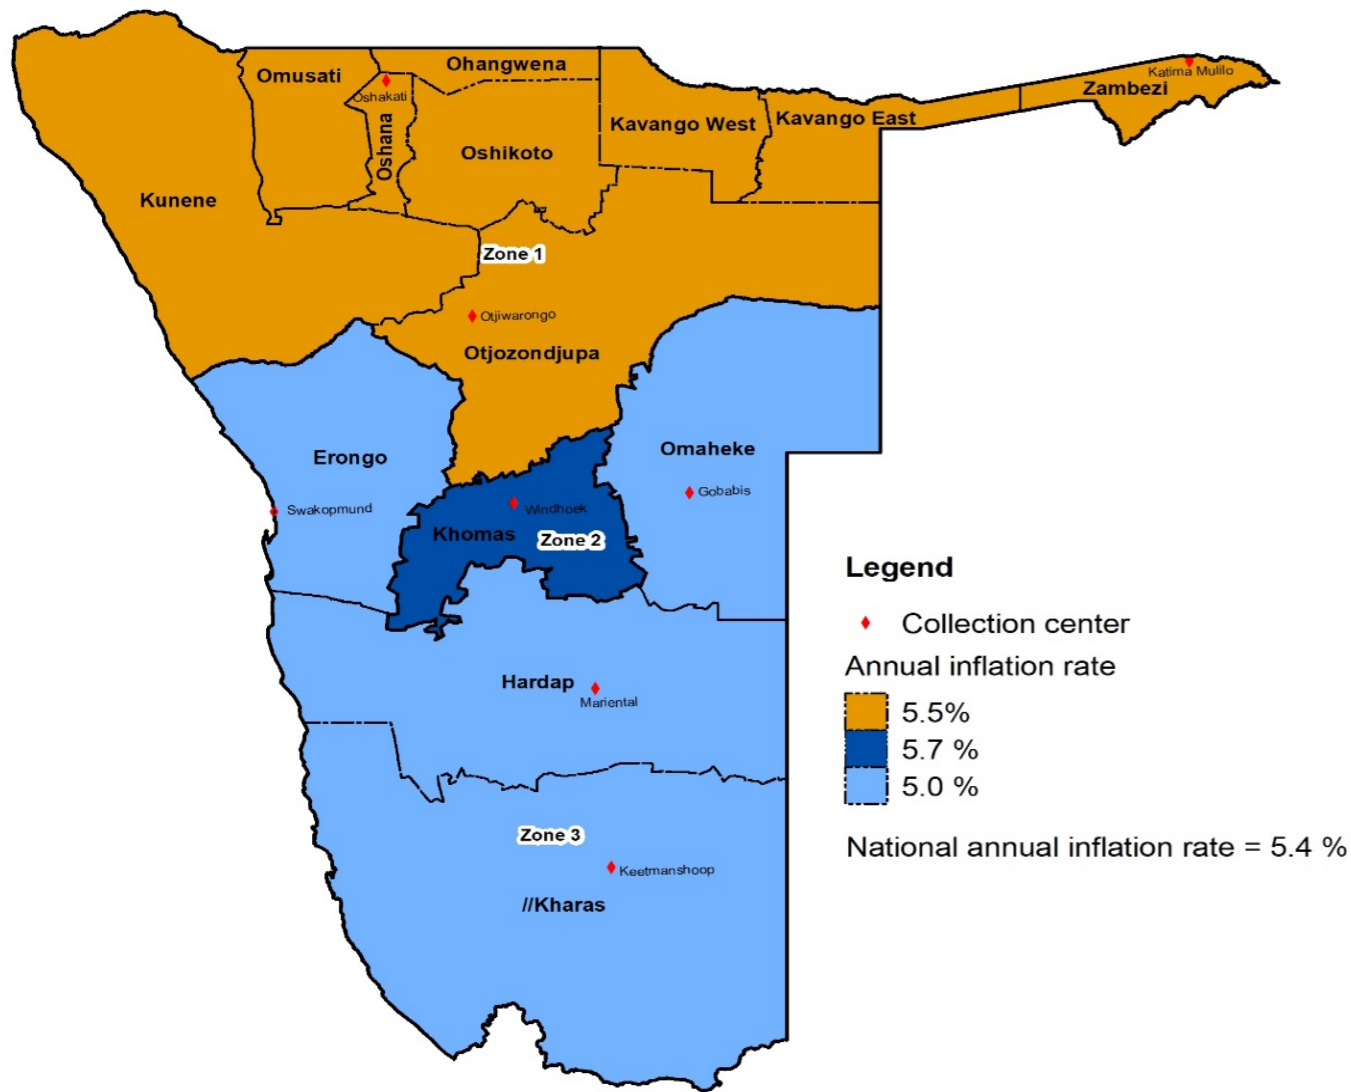 Omusati
Ohangwena
Oshakati
Oshana
Oshikoto
Kavango West
Kavango East
Katima Mulilo
Zambezi
Kunene
Zone 1
Otjiwarongo
Otjozondjupa
Erongo
Swakopmund
Omaheke
Gobabis
Windhoek
Khomas
Zone 2
Hardap
Mariental
Zone 3
Keetmanshoop
//Kharas
Legend
Collection center
Annual inflation rate
5.5%
5.7 %
5.0 %
National annual inflation rate = 5.4 %